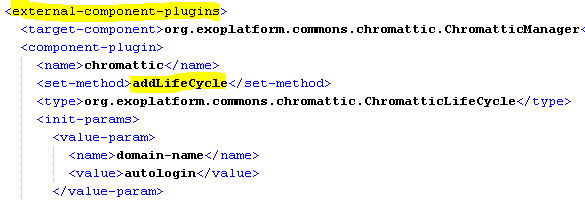 <external-component-plugins>
<target-component>org.exoplatform.commons.chromattic.ChromatticManager<
<component-plugin>
<name>chromattic</name>
<set-method>addLifeCycle</set-method>
<type>org.exoplatform.commons.chromattic.ChromatticLifeCycle</type>
<init-params>
<value-param>
<name>domain-name</name>
<value>autologin</value>
</value-param>